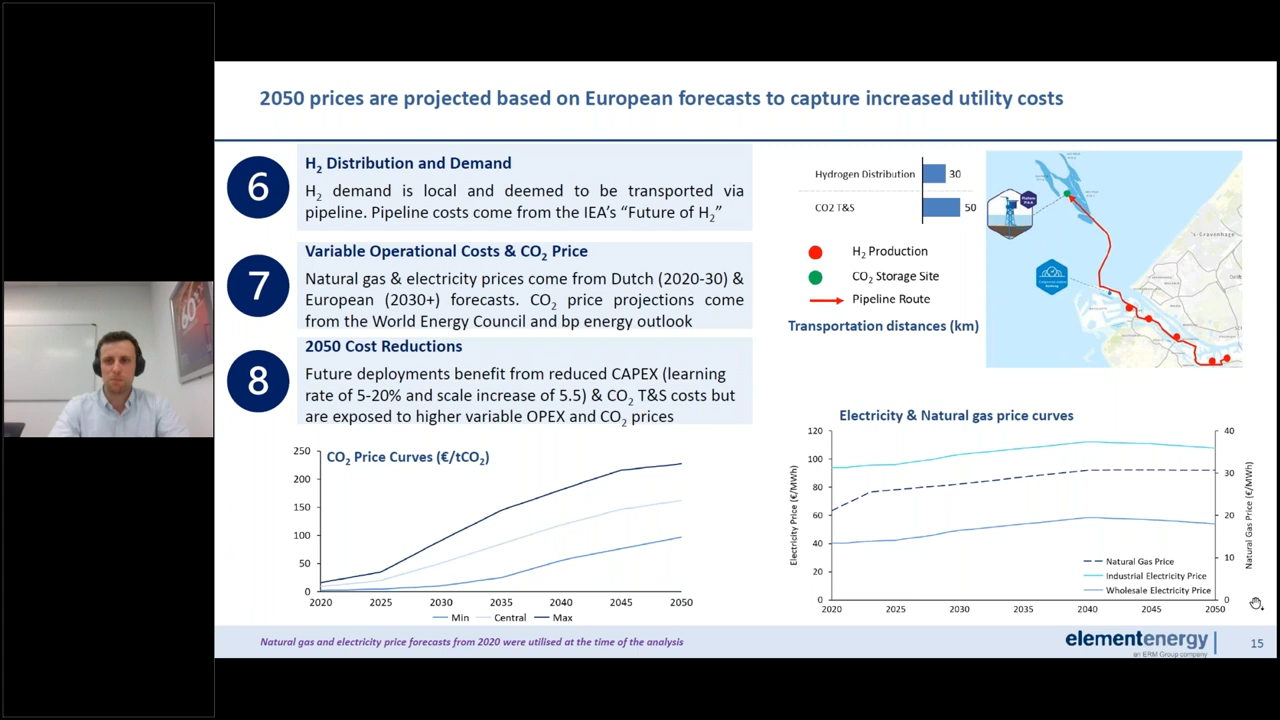 2050 prices are projected based on European forecasts to capture increased utility costs
6
H2 Distribution and Demand
H2 demand is local and deemed to be transported via
pipeline. Pipeline costs come from the IEA's “Future of H2”
7
Variable Operational Costs & CO2 Price
Natural gas & electricity prices come from Dutch (2020-30) &
European (2030+) forecasts. CO2 price projections come
from the World Energy Council and bp energy outlook
8
2050 Cost Reductions
Future deployments benefit from reduced CAPEX (learning
rate of 5-20% and scale increase of 5.5) & CO2 T&S costs but
are exposed to higher variable OPEX and CO2 prices
Hydrogen Distribution 30
CO2 T&S 50
H2 Production
CO2 Storage Site
Pipeline Route
Transportation distances (km)
's-Gravenhage
CO2 Price Curves (€/tCO2)
250
200
150
100
50
0
2020 2025 2030 2035 2040 2045 2050
Min Central Max
Electricity & Natural gas price curves
Electricity Price (€/MWh)
120
100
80
60
40
20
0
40
30
20
10
0
Natural Gas Price (€/MWh)
Natural Gas Price
Industrial Electricity Price
Wholesale Electricity Price
2020 2025 2030 2035 2040 2045 2050
Natural gas and electricity price forecasts from 2020 were utilised at the time of the analysis
elementenergy
an ERM Group company
15